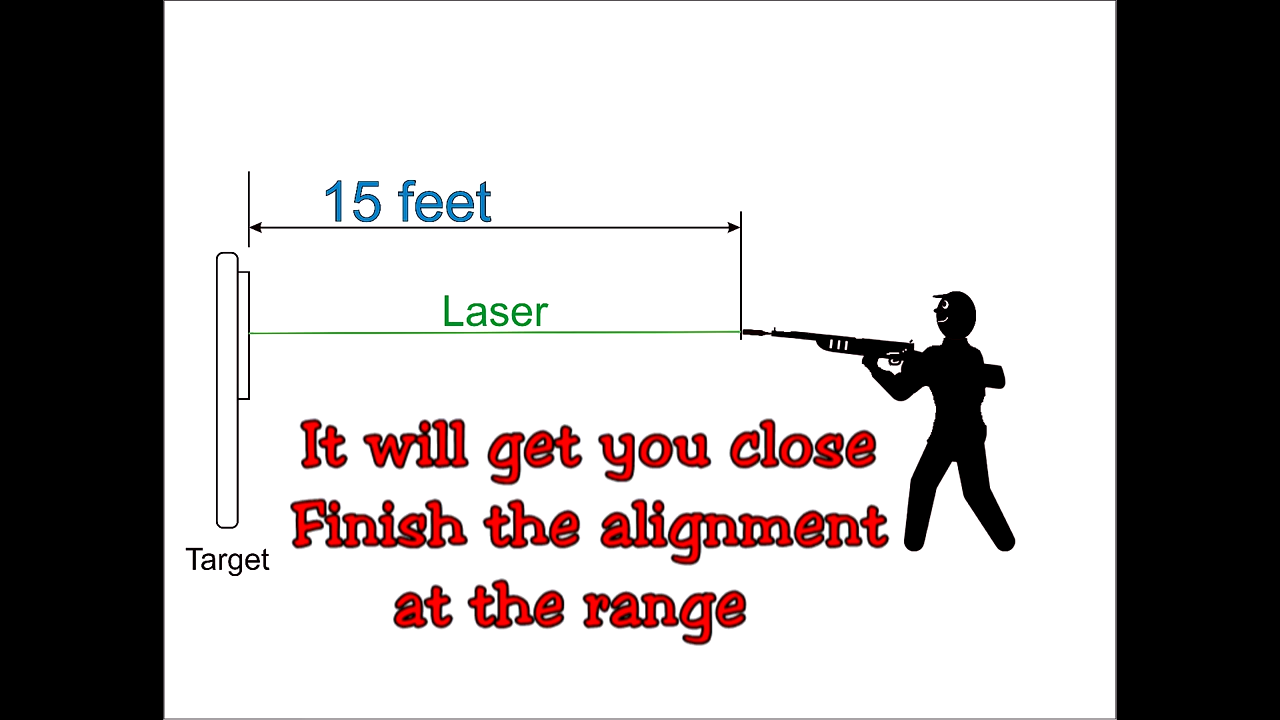 15 feet
Laser
It will get you close
Finish the alignment
at the range
Target